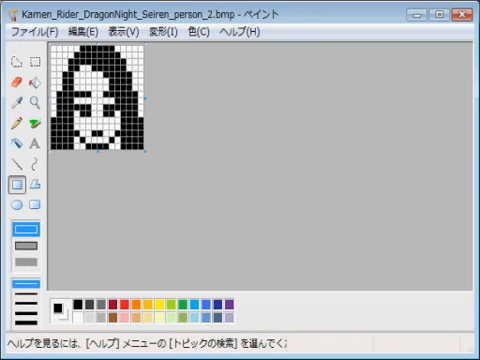 Kamen_Rider_DragonNight_Seiren_person_2.bmp - ペイント
ファイル(F) 編集(E) 表示(V) 変形(I) 色(C) ヘルプ(H)
A
ヘルプを見るには、[ヘルプ] メニューの [トピックの検索] を選んでく